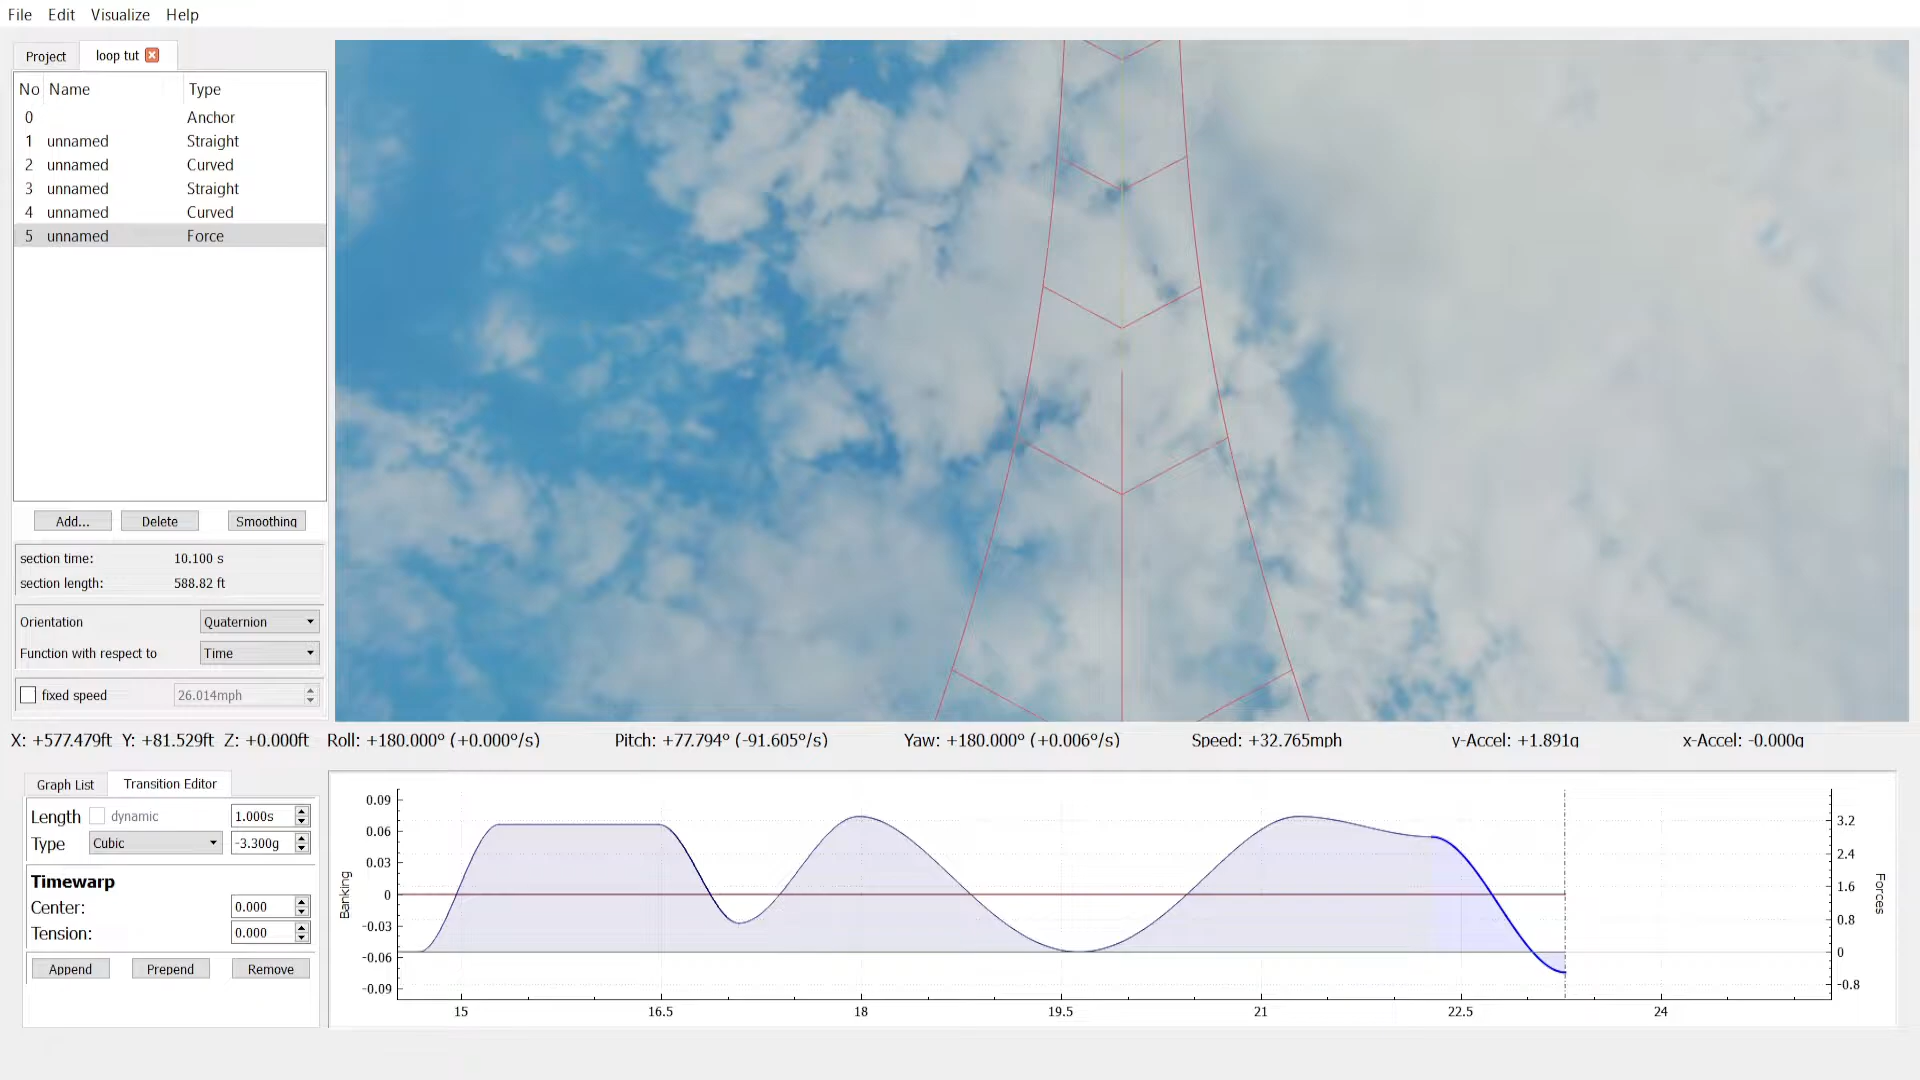 File Edit Visualize Help
Project loop tut
No Name Type
0 Anchor
1 unnamed Straight
2 unnamed Curved
3 unnamed Straight
4 unnamed Curved
5 unnamed Force
Add... Delete Smoothing
section time: 10.100 s
section length: 588.82 ft
Orientation Quaternion
Function with respect to Time
fixed speed 26.014mph
X: +577.479ft Y: +81.529ft Z: +0.000ft Roll: +180.000° (+0.000°/s) Pitch: +77.794° (-91.605°/s) Yaw: +180.000° (+0.006°/s) Speed: +32.765mph y-Accel: +1.891g x-Accel: -0.000g
Graph List Transition Editor
Length dynamic 1.000s
Type Cubic -3.300g
Timewarp
Center: 0.000
Tension: 0.000
Append Prepend Remove
Banking
0.09
0.06
0.03
0
-0.03
-0.06
-0.09
15 16.5 18 19.5 21 22.5 24
3.2
2.4
1.6
0.8
0
-0.8
Forces